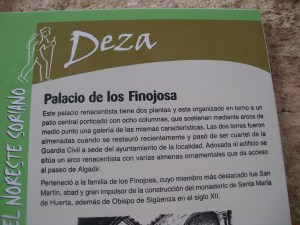 Deza
EL NORESTE SORIANO
Palacio de los Finojosa
Este palacio renacentista tiene dos plantas y esta organizado en torno a un
patio central porticado con ocho columnas, que sostienen mediante arcos de
medio punto una galería de las mismas características. Las dos torres fueron
almenadas cuando se restauró recientemente y pasó de ser cuartel de la
Guardia Civil a sede del ayuntamiento de la localidad. Adosada el edificio se
sitúa un arco renacentista con varias almenas ornamentales que da acceso
al paseo de Algadir.
Perteneció a la familia de los Finojosa, cuyo miembro más destacado fue San
Martín, abad y gran impulsor de la construcción del monasterio de Santa María
de Huerta, además de Obispo de Sigüenza en el siglo XII.